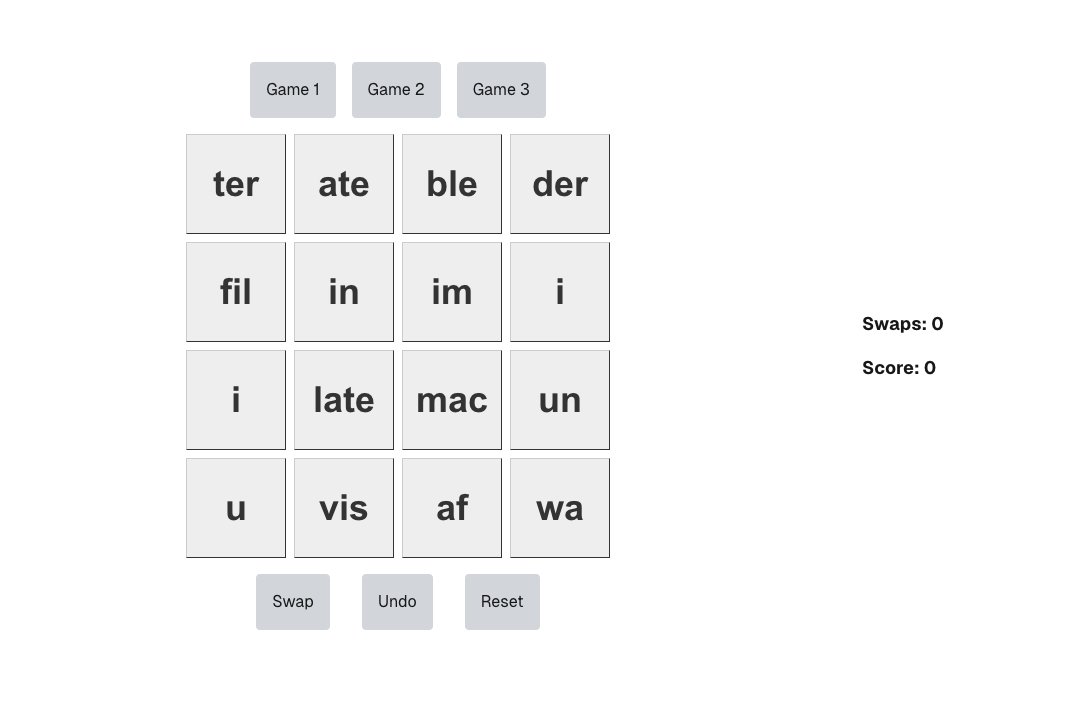 Game 1 Game 2 Game 3
ter ate ble der
fil in im i
Swaps: 0
Score: 0
i late mac un
u vis af wa
Swap Undo Reset